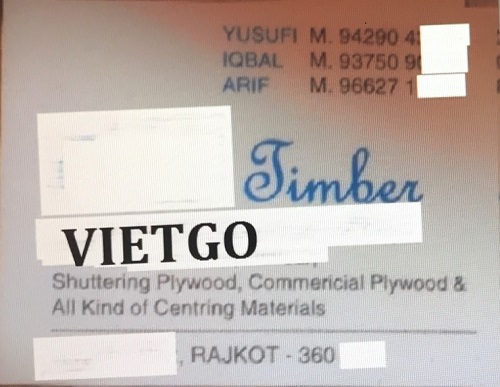 YUSUFI M. 94290 4
IQBAL M. 93750 9
ARIF M. 96627 1
Timber
VIETGO
Shuttering Plywood, Commericial Plywood &
All Kind of Centring Materials
, RAJKOT - 360